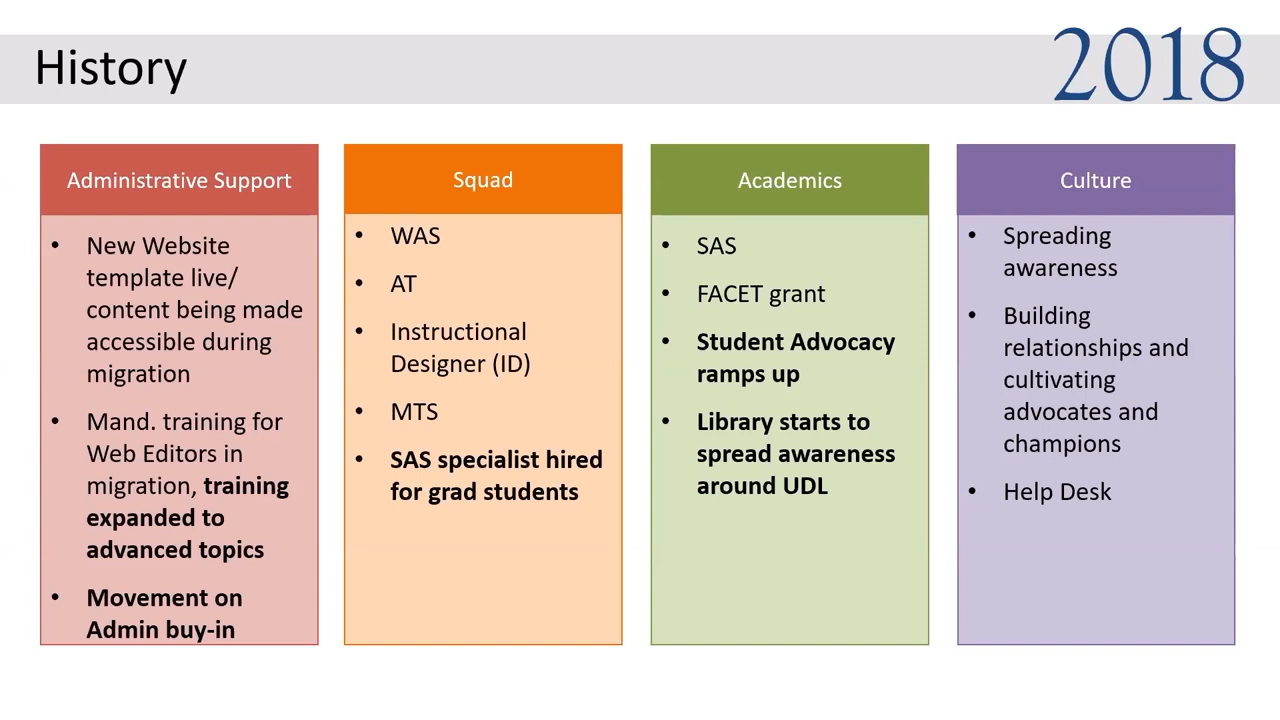 History
2018
Administrative Support
• New Website
template live/
content being made
accessible during
migration
• Mand. training for
Web Editors in
migration, training
expanded to
advanced topics
• Movement on
Admin buy-in
Squad
• WAS
• AT
• Instructional
Designer (ID)
• MTS
• SAS specialist hired
for grad students
Academics
• SAS
• FACET grant
• Student Advocacy
ramps up
• Library starts to
spread awareness
around UDL
Culture
• Spreading
awareness
• Building
relationships and
cultivating
advocates and
champions
• Help Desk